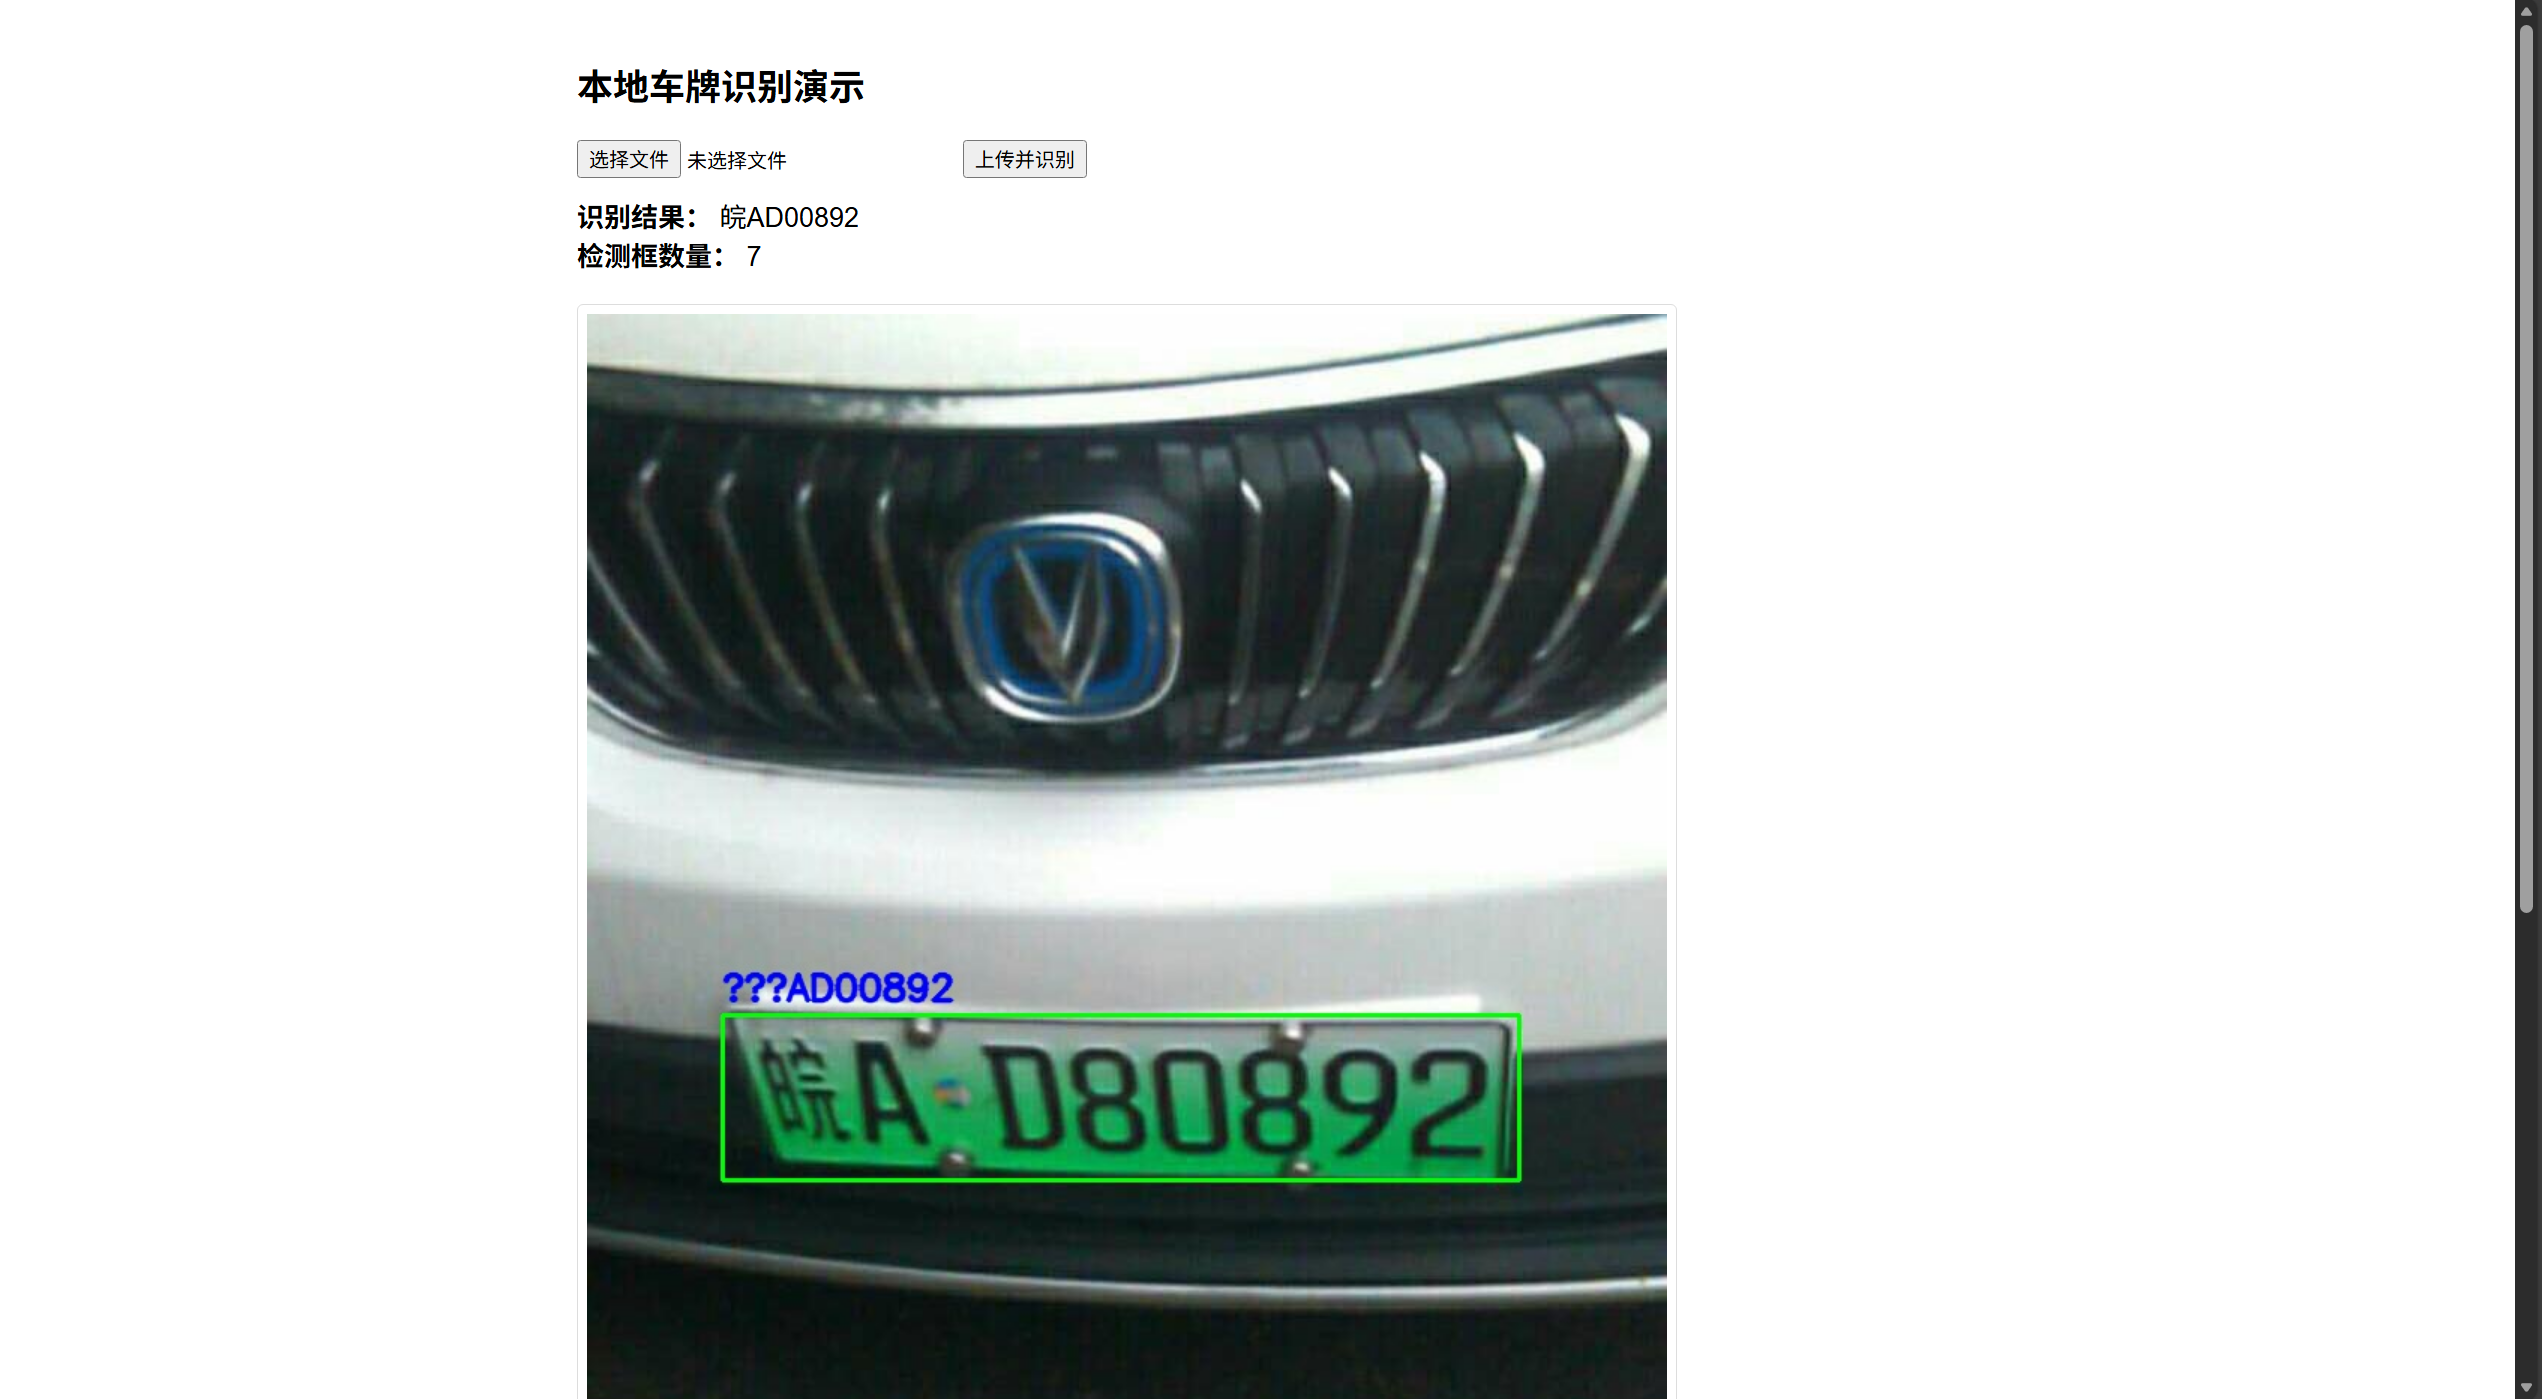 本地车牌识别演示
选择文件 未选择文件 上传并识别
识别结果： 皖AD00892
检测框数量： 7
???AD00892
皖A·D80892